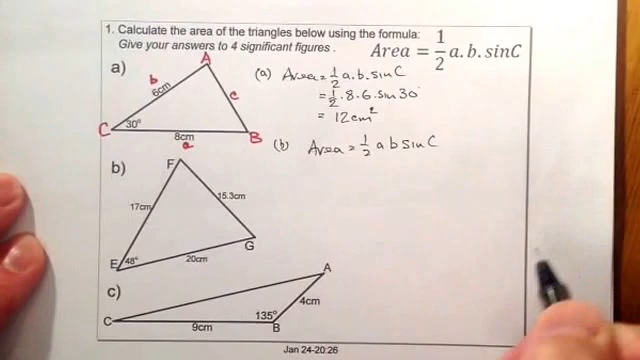 1. Calculate the area of the triangles below using the formula:
Give your answers to 4 significant figures .
Area = 1/2 a.b.sinC
a)
A
b
6cm
c
C
30°
8cm
a
B
(a) Area = 1/2 a.b.sinC
= 1/2 . 8.6.sin30°
= 12cm²
(b) Area = 1/2 a b sin C
b)
F
17cm
15.3cm
G
E
48°
20cm
c)
A
135°
4cm
C
9cm
B
Jan 24-20:26